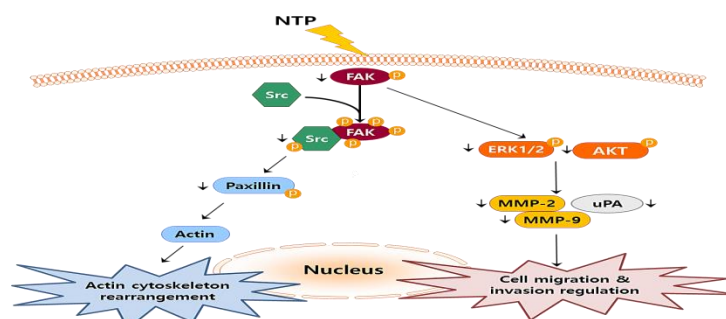 NTP
FAK
P
Src
P
P
Src
FAK
P
P
P
P
ERK1/2
P
AKT
P
Paxillin
P
MMP-2
uPA
MMP-9
Actin
Nucleus
Actin cytoskeleton
rearrangement
Cell migration &
invasion regulation